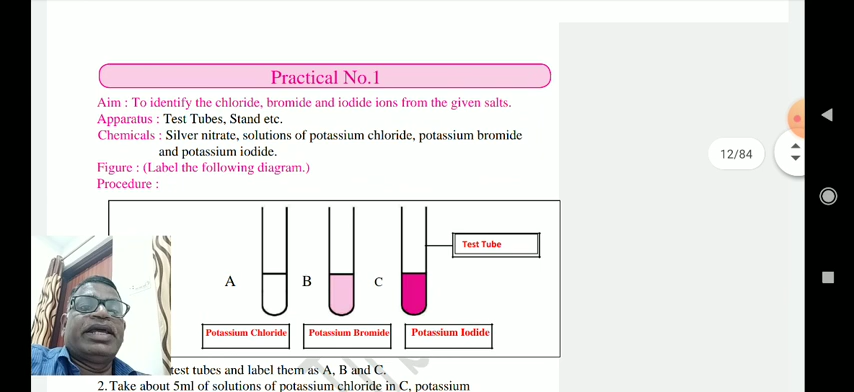 Practical No.1
Aim : To identify the chloride, bromide and iodide ions from the given salts.
Apparatus : Test Tubes, Stand etc.
Chemicals : Silver nitrate, solutions of potassium chloride, potassium bromide
and potassium iodide.
Figure : (Label the following diagram.)
Procedure :
12/84
Test Tube
A B C
Potassium Chloride Potassium Bromide Potassium Iodide
test tubes and label them as A, B and C.
2. Take about 5ml of solutions of potassium chloride in C, potassium